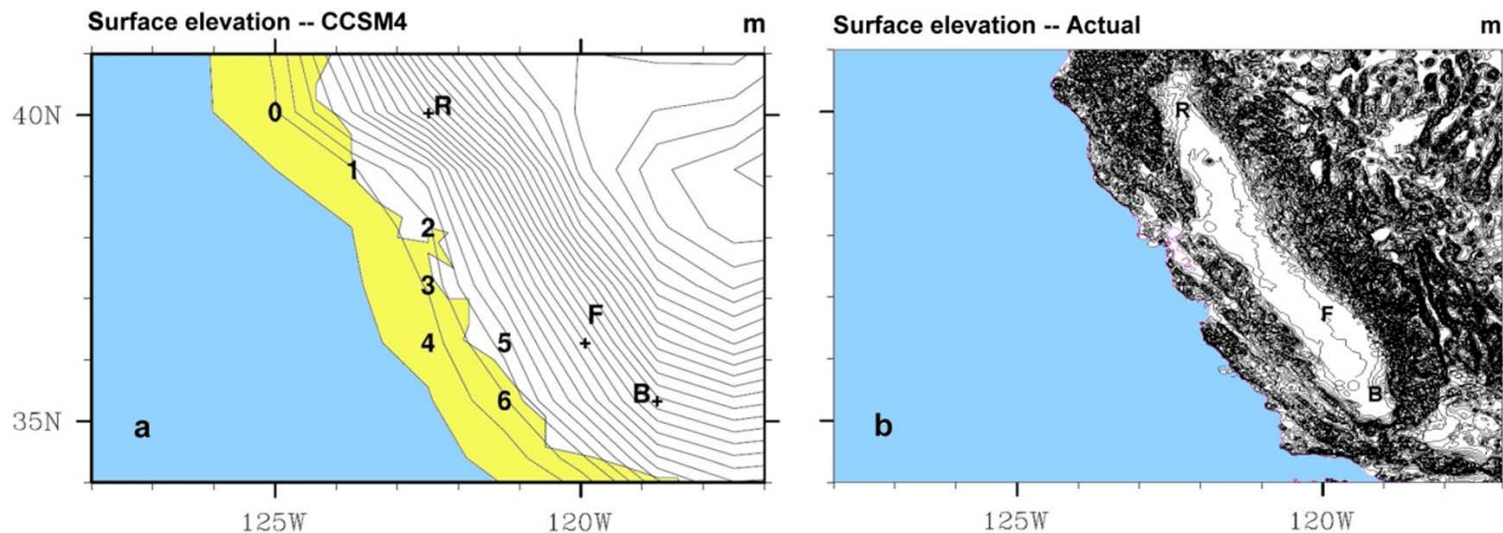 Surface elevation -- CCSM4 m
40N
35N
0
1
2
3
4
5
6
R
F
B
a
125W 120W
Surface elevation -- Actual m
R
F
B
b
125W 120W